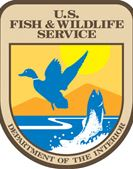 U.S.
FISH & WILDLIFE
SERVICE
DEPARTMENT OF THE INTERIOR